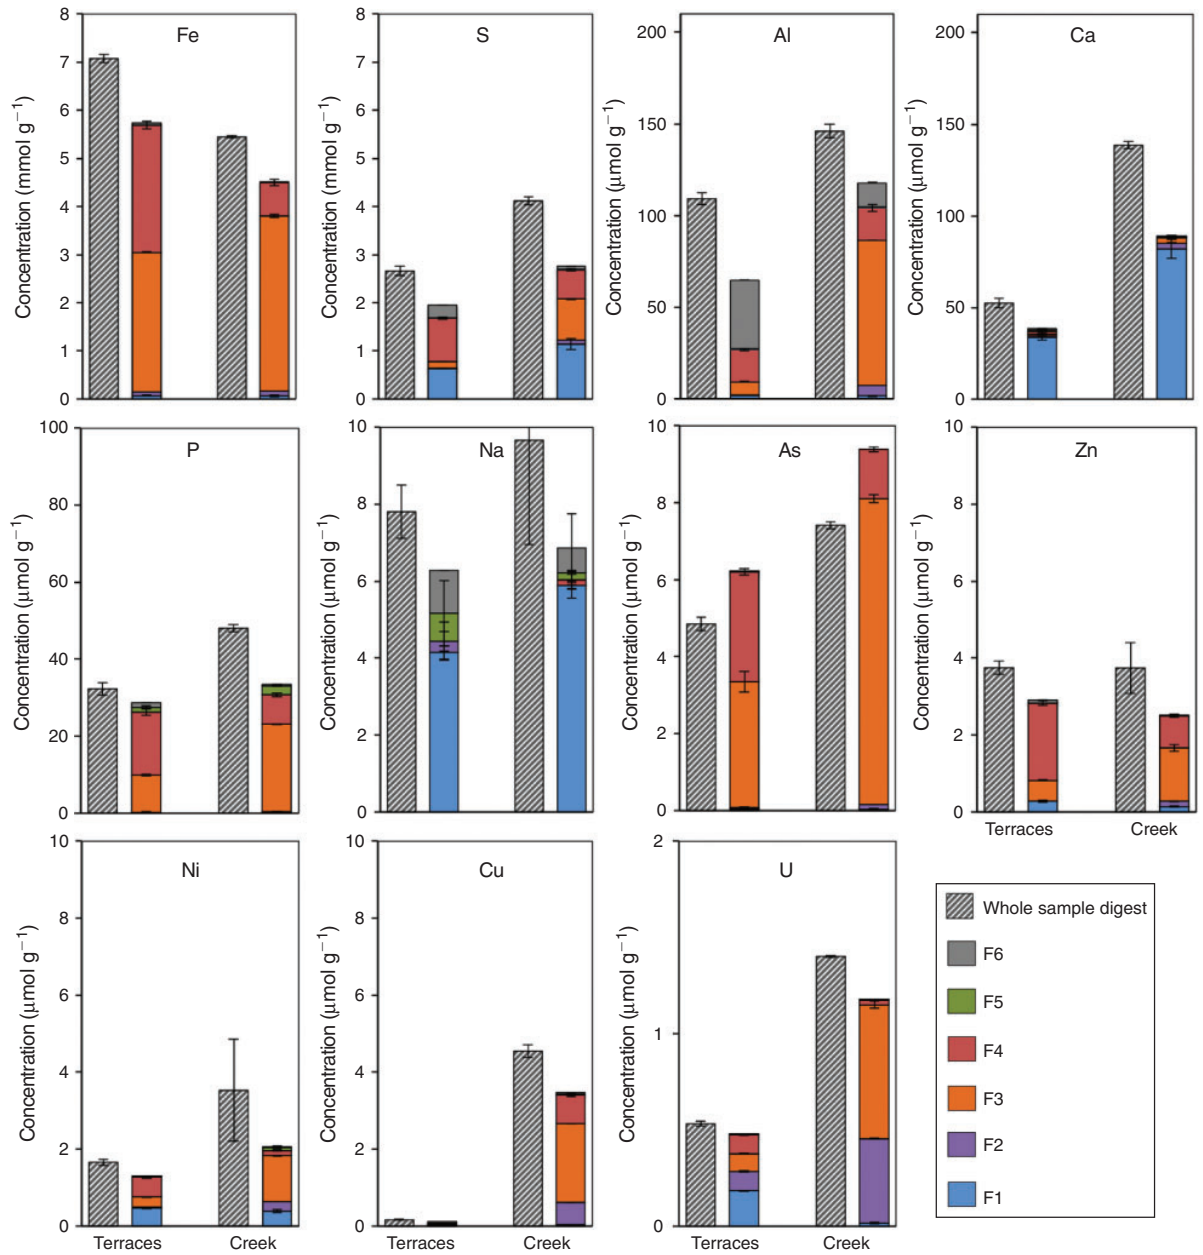 Fe
Concentration (mmol g−1)
8
7
6
5
4
3
2
1
0
S
Concentration (mmol g−1)
8
7
6
5
4
3
2
1
0
Al
Concentration (µmol g−1)
200
150
100
50
0
Ca
Concentration (µmol g−1)
200
150
100
50
0
P
Concentration (µmol g−1)
100
80
60
40
20
0
Na
Concentration (µmol g−1)
10
8
6
4
2
0
As
Concentration (µmol g−1)
10
8
6
4
2
0
Zn
Concentration (µmol g−1)
10
8
6
4
2
0
Terraces Creek
Ni
Concentration (µmol g−1)
10
8
6
4
2
0
Terraces Creek
Cu
Concentration (µmol g−1)
10
8
6
4
2
0
Terraces Creek
U
Concentration (µmol g−1)
2
1
0
Terraces Creek
Whole sample digest
F6
F5
F4
F3
F2
F1